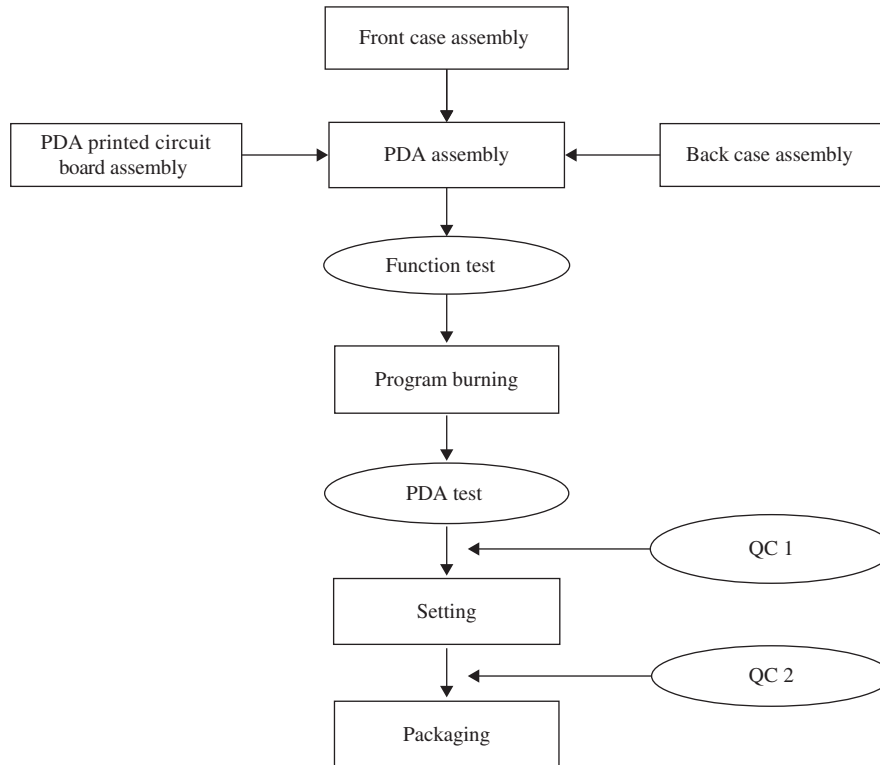 Front case assembly
PDA printed circuit
board assembly
PDA assembly
Back case assembly
Function test
Program burning
PDA test
QC 1
Setting
QC 2
Packaging